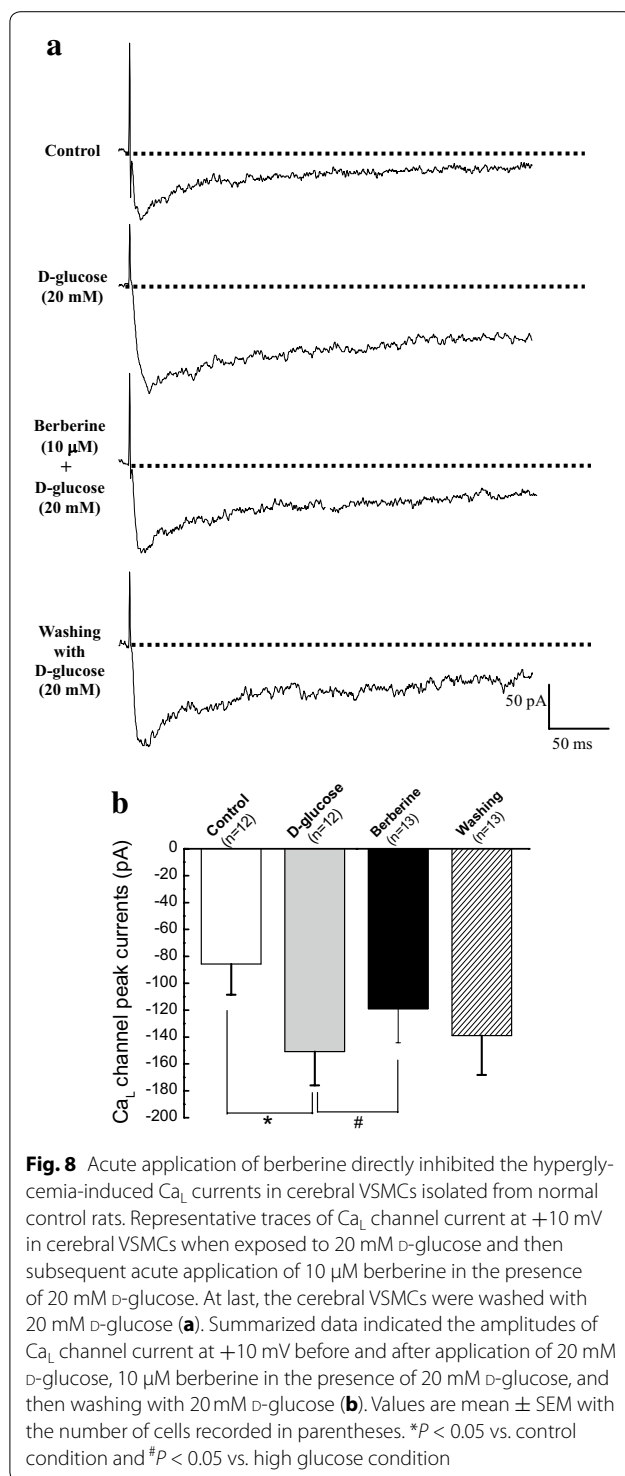 a
Control
D-glucose
(20 mM)
Berberine
(10 μM)
+
D-glucose
(20 mM)
Washing
with
D-glucose
(20 mM)
50 pA
50 ms
b
Control
(n=12)
D-glucose
(n=12)
Berberine
(n=13)
Washing
(n=13)
CaL channel peak currents (pA)
0
-20
-40
-60
-80
-100
-120
-140
-160
-180
-200
*
#
Fig. 8 Acute application of berberine directly inhibited the hypergly-
cemia-induced CaL currents in cerebral VSMCs isolated from normal
control rats. Representative traces of CaL channel current at +10 mV
in cerebral VSMCs when exposed to 20 mM D-glucose and then
subsequent acute application of 10 μM berberine in the presence
of 20 mM D-glucose. At last, the cerebral VSMCs were washed with
20 mM D-glucose (a). Summarized data indicated the amplitudes of
CaL channel current at +10 mV before and after application of 20 mM
D-glucose, 10 μM berberine in the presence of 20 mM D-glucose, and
then washing with 20 mM D-glucose (b). Values are mean ± SEM with
the number of cells recorded in parentheses. *P < 0.05 vs. control
condition and #P < 0.05 vs. high glucose condition